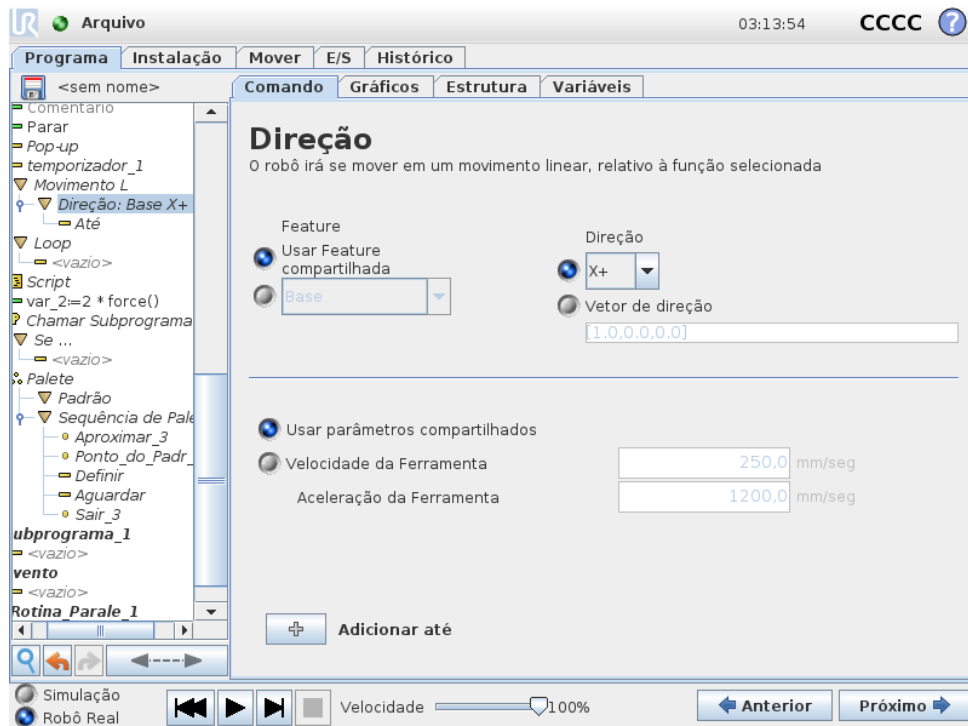 UR Arquivo 03:13:54 CCCC ?
Programa Instalação Mover E/S Histórico
<sem nome> Comando Gráficos Estrutura Variáveis
Comentário
Parar
Pop-up
temporizador_1
Movimento L
Direção: Base X+
Até
Loop
<vazio>
Script
var_2:=2 * force()
Chamar Subprograma
Se ...
<vazio>
Palete
Padrão
Sequência de Pale
Aproximar_3
Ponto_do_Padr_
Definir
Aguardar
Sair_3
ubprograma_1
<vazio>
vento
<vazio>
Rotina_Parale_1
Direção
O robô irá se mover em um movimento linear, relativo à função selecionada
Feature
Usar Feature
compartilhada
Base
Direção
X+
Vetor de direção
[1.0,0.0,0.0]
Usar parâmetros compartilhados
Velocidade da Ferramenta 250,0 mm/seg
Aceleração da Ferramenta 1200,0 mm/seg
Adicionar até
Simulação
Robô Real
Velocidade 100%
Anterior Próximo